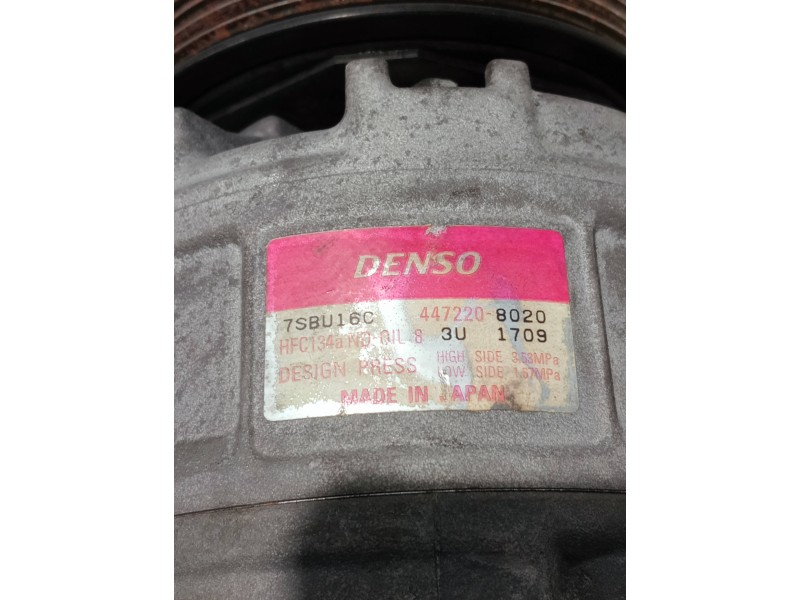 DENSO
7SBU16C 447220-8020
HFC134a ND OIL 8 3U 1709
DESIGN PRESS HIGH SIDE 3.53MPa
LOW SIDE 1.67MPa
MADE IN JAPAN